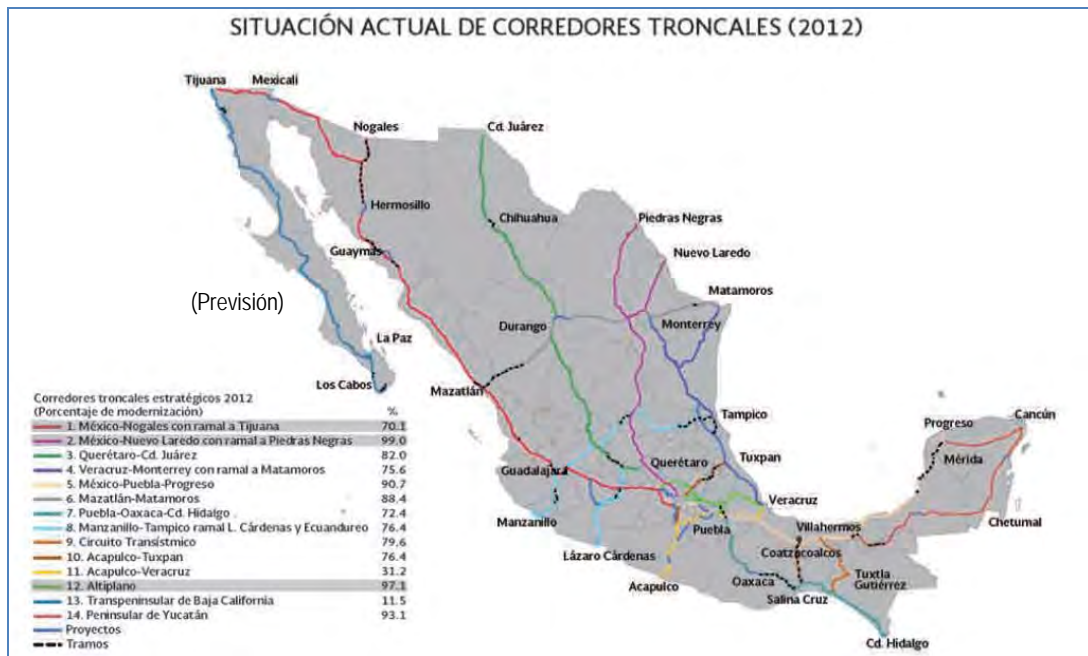 SITUACIÓN ACTUAL DE CORREDORES TRONCALES (2012)
Tijuana
Mexicali
Nogales
Cd. Juárez
Hermosillo
Chihuahua
Piedras Negras
Guaymas
Nuevo Laredo
(Previsión)
Matamoros
Durango
Monterrey
La Paz
Los Cabos
Mazatlán
Tampico
Progreso
Cancún
Mérida
Guadalajara
Querétaro
Tuxpan
Veracruz
Manzanillo
Puebla
Villahermos
Chetumal
Coatzocoalcos
Lázaro Cárdenas
Acapulco
Oaxaca
Tuxtla
Gutiérrez
Salina Cruz
Cd. Hidalgo
Corredores troncales estratégicos 2012
(Porcentaje de modernización) %
1. México-Nogales con ramal a Tijuana 70.1
2. México-Nuevo Laredo con ramal a Piedras Negras 99.0
3. Querétaro-Cd. Juárez 82.0
4. Veracruz-Monterrey con ramal a Matamoros 75.6
5. México-Puebla-Progreso 90.7
6. Mazatlán-Matamoros 88.4
7. Puebla-Oaxaca-Cd. Hidalgo 72.4
8. Manzanillo-Tampico ramal L. Cárdenas y Ecuandureo 76.4
9. Circuito Transístmico 79.6
10. Acapulco-Tuxpan 76.4
11. Acapulco-Veracruz 31.2
12. Altiplano 97.1
13. Transpeninsular de Baja California 11.5
14. Peninsular de Yucatán 93.1
Proyectos
Tramos